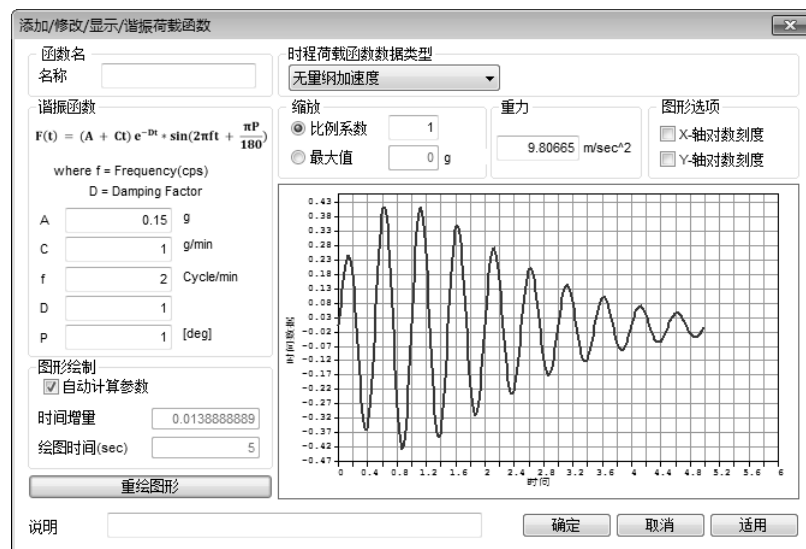 添加/修改/显示/谐振荷载函数
函数名
名称
时程荷载函数数据类型
无量纲加速度
谐振函数
F(t) = (A + Ct) e^-Dt * sin(2πft + πP/180)
where f = Frequency(cps)
D = Damping Factor
A 0.15 g
C 1 g/min
f 2 Cycle/min
D 1
P 1 [deg]
缩放
比例系数 1
最大值 0 g
重力
9.80665 m/sec^2
图形选项
X-轴对数刻度
Y-轴对数刻度
图形绘制
自动计算参数
时间增量 0.0138888889
绘图时间(sec) 5
重绘图形
时间数据
0.43
0.38
0.33
0.28
0.23
0.18
0.13
0.08
0.03
-0.02
-0.07
-0.12
-0.17
-0.22
-0.27
-0.32
-0.37
-0.42
-0.47
0 0.4 0.8 1.2 1.6 2 2.4 2.8 3.2 3.6 4 4.4 4.8 5.2 5.6 6
时间
说明
确定 取消 适用